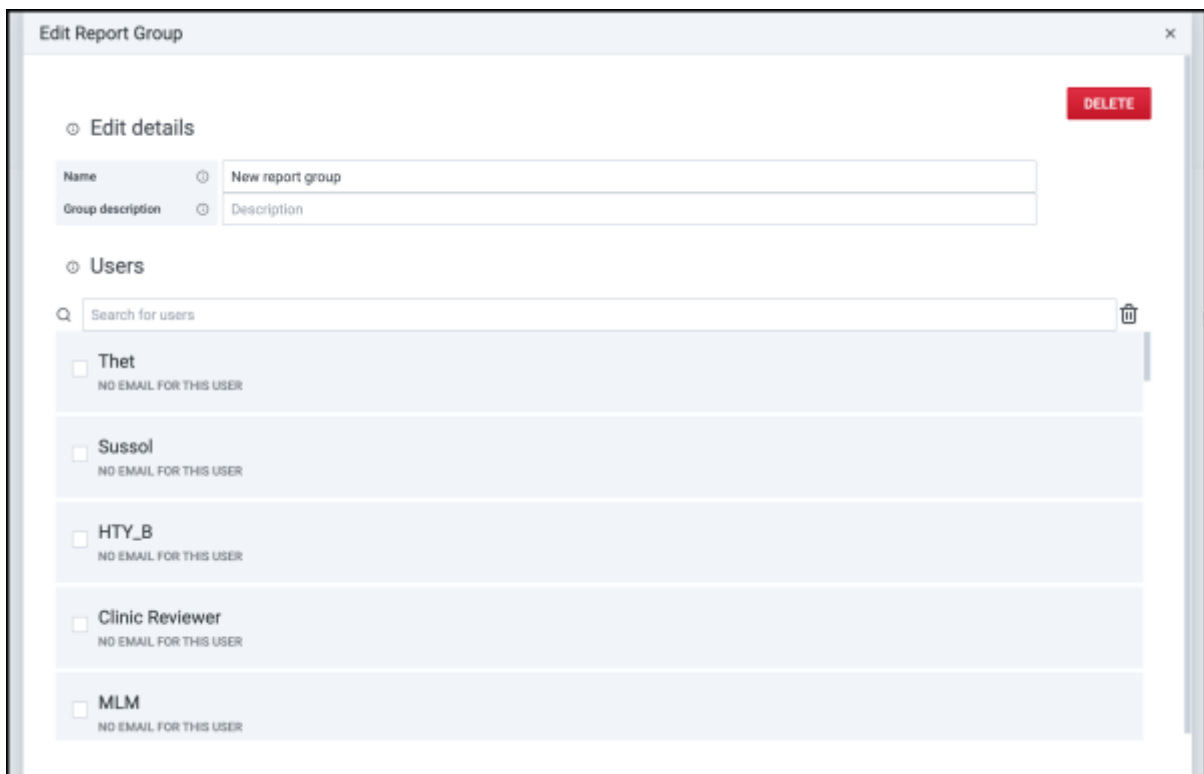 Edit Report Group
DELETE
Edit details
Name New report group
Group description Description
Users
Search for users
Thet
NO EMAIL FOR THIS USER
Sussol
NO EMAIL FOR THIS USER
HTY_B
NO EMAIL FOR THIS USER
Clinic Reviewer
NO EMAIL FOR THIS USER
MLM
NO EMAIL FOR THIS USER